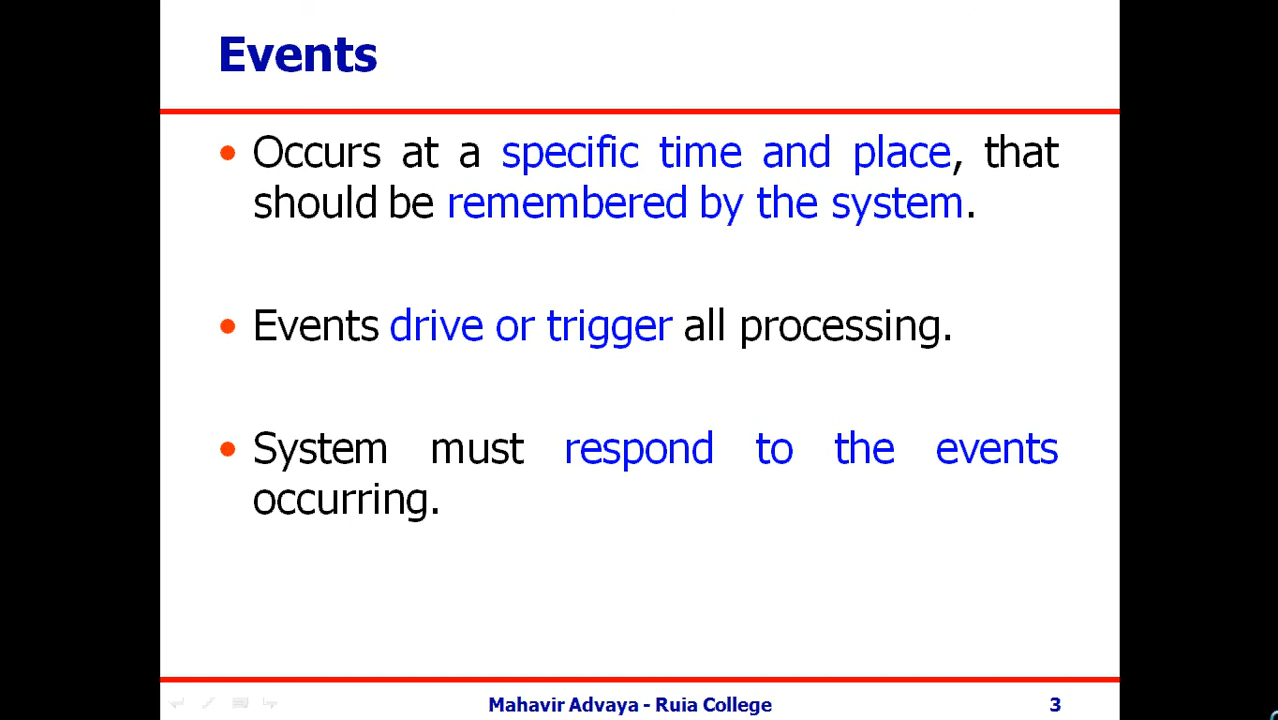 Events
• Occurs at a specific time and place, that
should be remembered by the system.
• Events drive or trigger all processing.
• System must respond to the events
occurring.
Mahavir Advaya - Ruia College
3